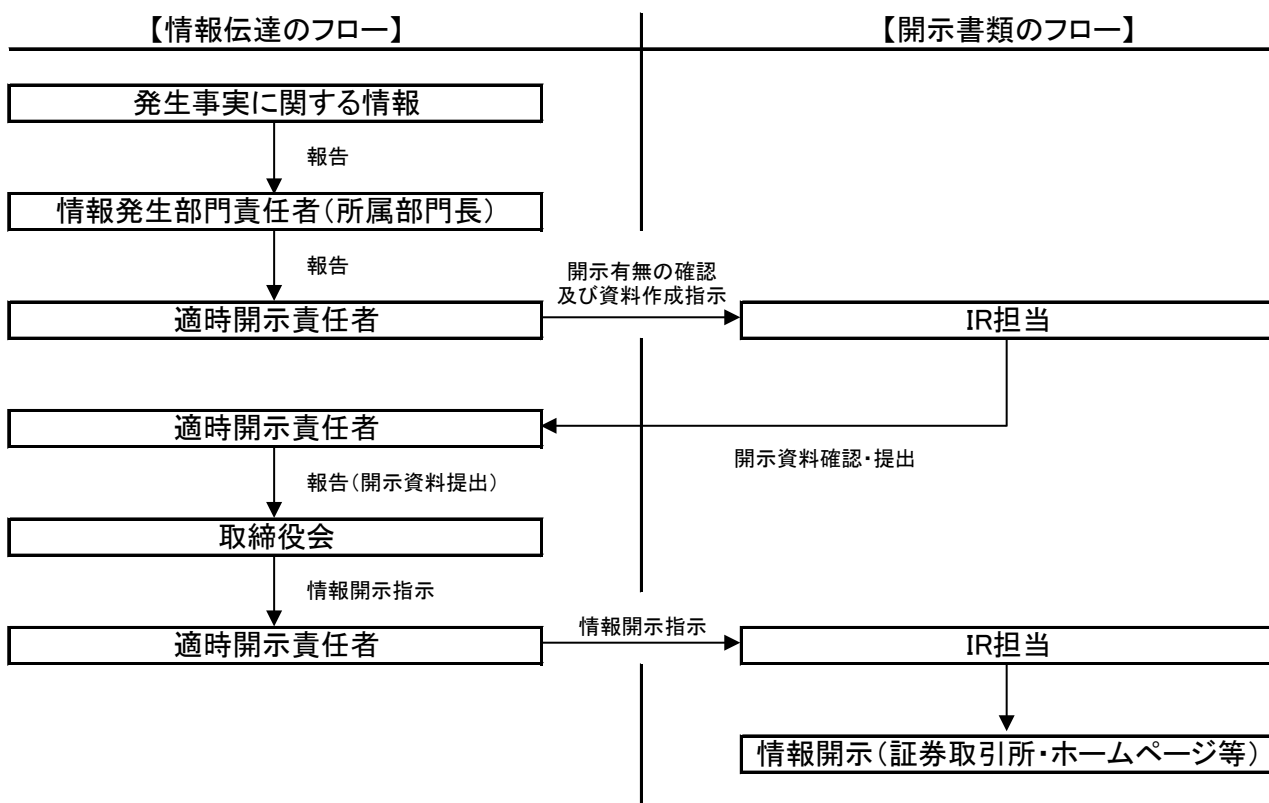 【情報伝達のフロー】
【開示書類のフロー】
発生事実に関する情報
報告
情報発生部門責任者(所属部門長)
報告
開示有無の確認
及び資料作成指示
適時開示責任者
IR担当
適時開示責任者
開示資料確認・提出
報告(開示資料提出)
取締役会
情報開示指示
適時開示責任者
情報開示指示
IR担当
情報開示(証券取引所・ホームページ等)